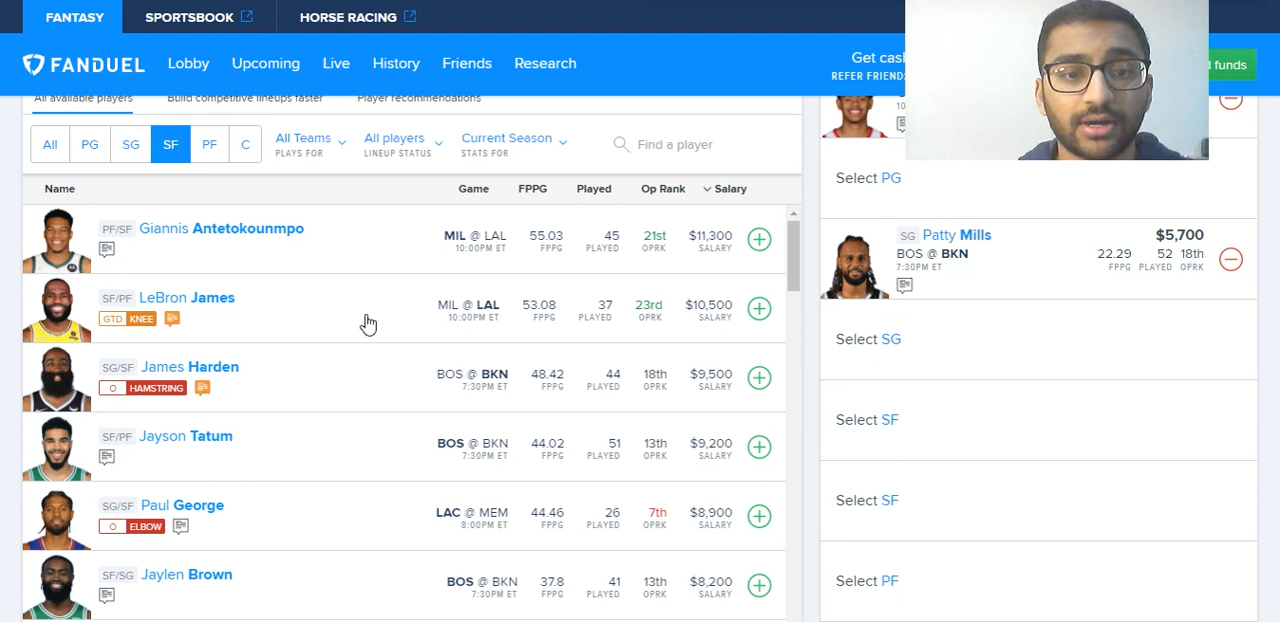 FANTASY SPORTSBOOK HORSE RACING
FANDUEL Lobby Upcoming Live History Friends Research
Get cas
REFER FRIEND
funds
All available players Build competitive lineups faster Player recommendations
All PG SG SF PF C All Teams All players Current Season Find a player
PLAYS FOR LINEUP STATUS STATS FOR
Name Game FPPG Played Op Rank Salary
PF/SF Giannis Antetokounmpo MIL @ LAL 55.03 45 21st $11,300
10:00PM ET FPPG PLAYED OPRK SALARY
SF/PF LeBron James MIL @ LAL 53.08 37 23rd $10,500
GTD KNEE 10:00PM ET FPPG PLAYED OPRK SALARY
SG/SF James Harden BOS @ BKN 48.42 44 18th $9,500
O HAMSTRING 7:30PM ET FPPG PLAYED OPRK SALARY
SF/PF Jayson Tatum BOS @ BKN 44.02 51 13th $9,200
7:30PM ET FPPG PLAYED OPRK SALARY
SG/SF Paul George LAC @ MEM 44.46 26 7th $8,900
O ELBOW 8:00PM ET FPPG PLAYED OPRK SALARY
SF/SG Jaylen Brown BOS @ BKN 37.8 41 13th $8,200
7:30PM ET FPPG PLAYED OPRK SALARY
Select PG
SG Patty Mills $5,700
BOS @ BKN 22.29 52 18th
7:30PM ET FPPG PLAYED OPRK
Select SG
Select SF
Select SF
Select PF